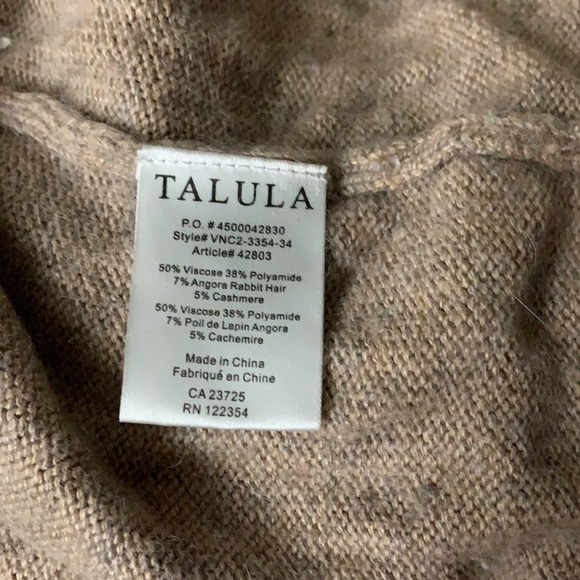 TALULA
P.O. # 4500042830
Style# VNC2-3354-34
Article# 42803
50% Viscose 38% Polyamide
7% Angora Rabbit Hair
5% Cashmere
50% Viscose 38% Polyamide
7% Poil de Lapin Angora
5% Cachemire
Made in China
Fabriqué en Chine
CA 23725
RN 122354